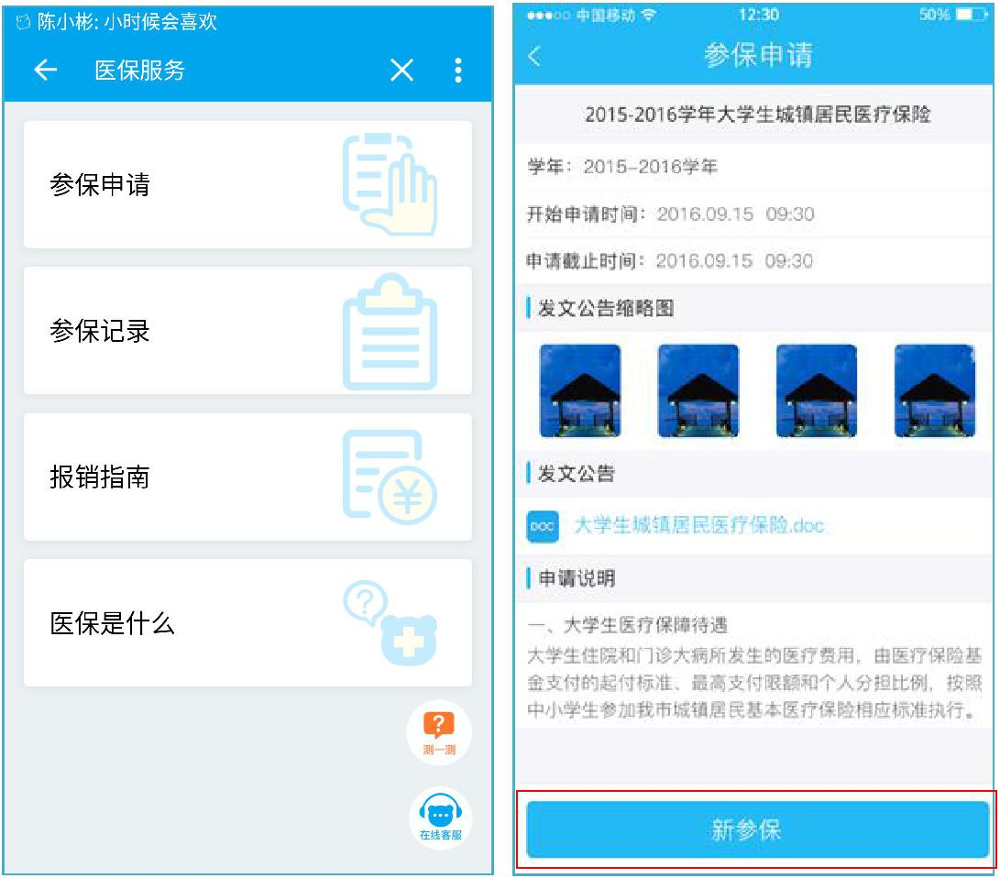 陈小彬: 小时候会喜欢
医保服务
参保申请
参保记录
报销指南
¥
?
医保是什么
?
测一测
在线客服
中国移动
12:30
50%
参保申请
2015-2016学年大学生城镇居民医疗保险
学年：2015-2016学年
开始申请时间：2016.09.15 09:30
申请截止时间：2016.09.15 09:30
发文公告缩略图
发文公告
DOC
大学生城镇居民医疗保险.doc
申请说明
一、大学生医疗保障待遇
大学生住院和门诊大病所发生的医疗费用，由医疗保险基
金支付的起付标准、最高支付限额和个人分担比例，按照
中小学生参加我市城镇居民基本医疗保险相应标准执行。
新参保